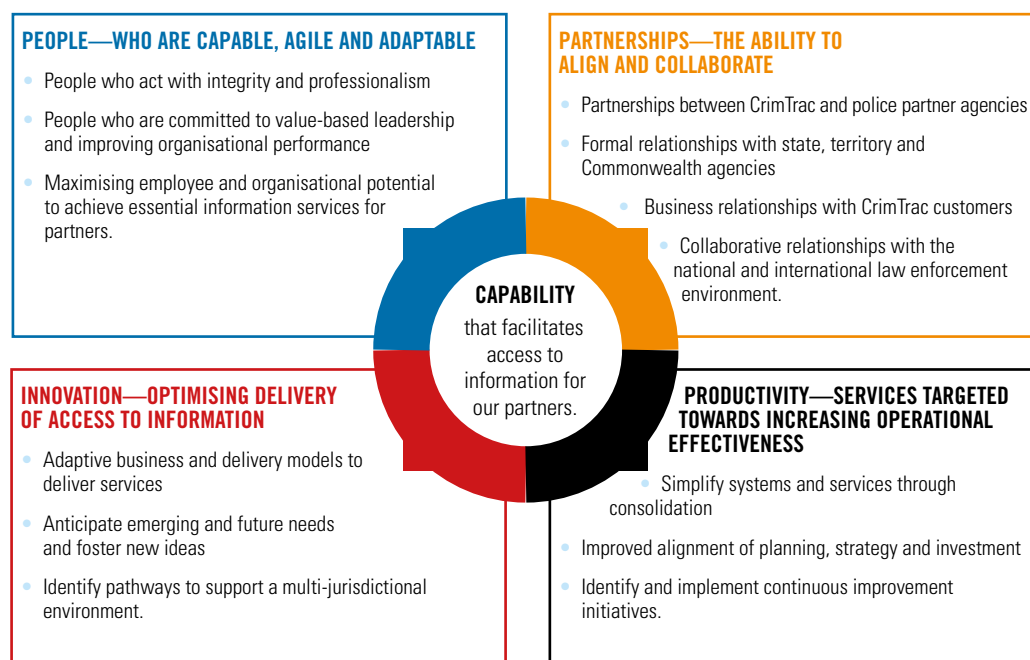 PEOPLE—WHO ARE CAPABLE, AGILE AND ADAPTABLE
• People who act with integrity and professionalism
• People who are committed to value-based leadership
and improving organisational performance
• Maximising employee and organisational potential
to achieve essential information services for
partners.
PARTNERSHIPS—THE ABILITY TO
ALIGN AND COLLABORATE
• Partnerships between CrimTrac and police partner agencies
• Formal relationships with state, territory and
Commonwealth agencies
• Business relationships with CrimTrac customers
• Collaborative relationships with the
national and international law enforcement
environment.
CAPABILITY
that facilitates
access to
information for
our partners.
INNOVATION—OPTIMISING DELIVERY
OF ACCESS TO INFORMATION
• Adaptive business and delivery models to
deliver services
• Anticipate emerging and future needs
and foster new ideas
• Identify pathways to support a multi-jurisdictional
environment.
PRODUCTIVITY—SERVICES TARGETED
TOWARDS INCREASING OPERATIONAL
EFFECTIVENESS
• Simplify systems and services through
consolidation
• Improved alignment of planning, strategy and investment
• Identify and implement continuous improvement
initiatives.